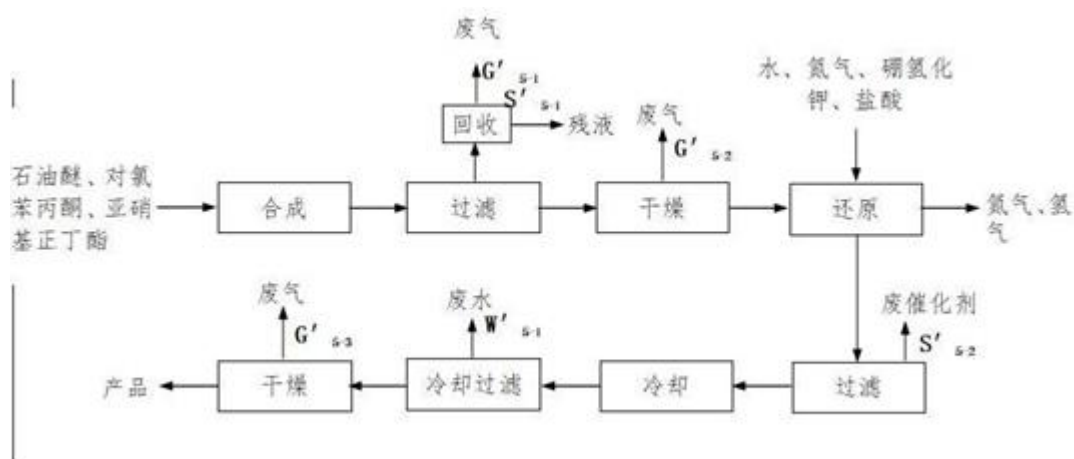 废气
G′ 5-1
S′ 5-1
回收
残液
废气
G′ 5-2
水、氮气、硼氢化
钾、盐酸
石油醚、对氯
苯丙酮、亚硝
基正丁酯
合成
过滤
干燥
还原
氮气、氢
气
废气
G′ 5-3
废水
W′ 5-1
废催化剂
S′ 5-2
产品
干燥
冷却过滤
冷却
过滤